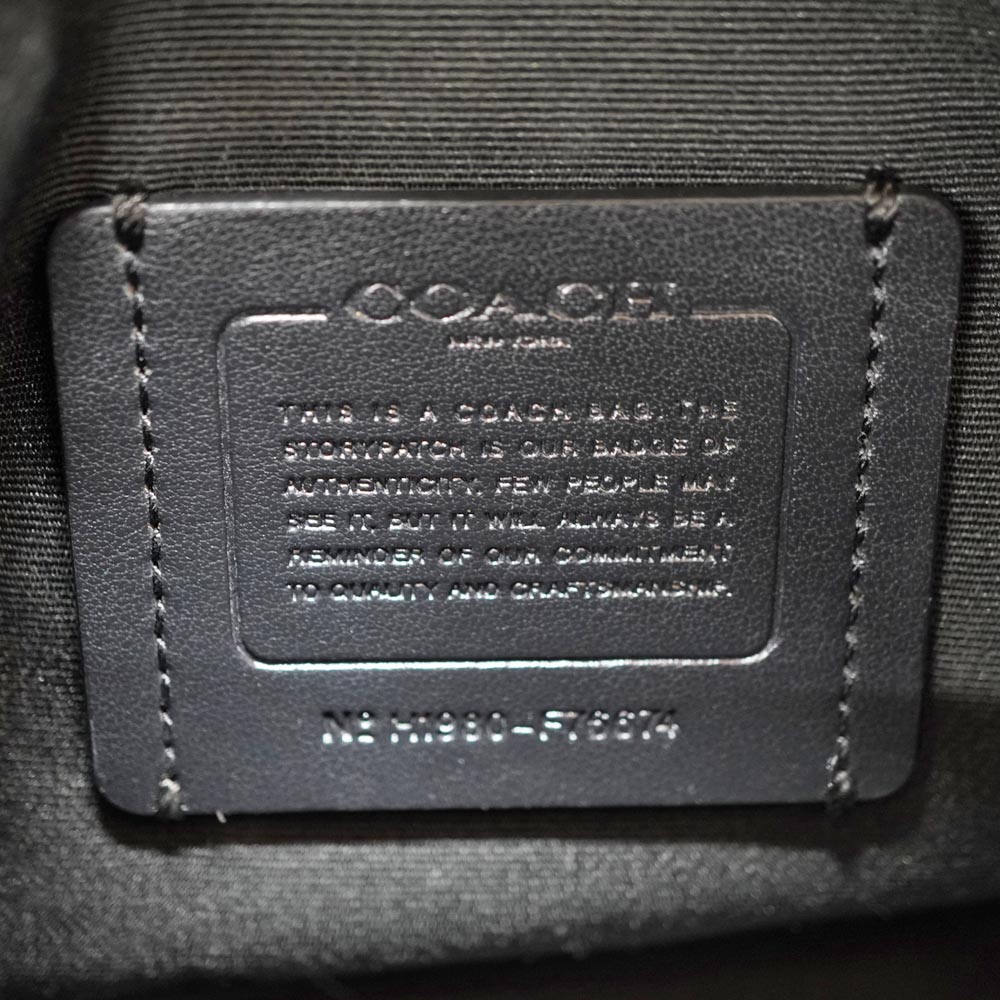 COACH
NEW YORK
THIS IS A COACH BAG. THE
STORYPATCH IS OUR BADGE OF
AUTHENTICITY. FEW PEOPLE MAY
SEE IT, BUT IT WILL ALWAYS BE A
REMINDER OF OUR COMMITMENT
TO QUALITY AND CRAFTSMANSHIP.
Nº H1980-F76674